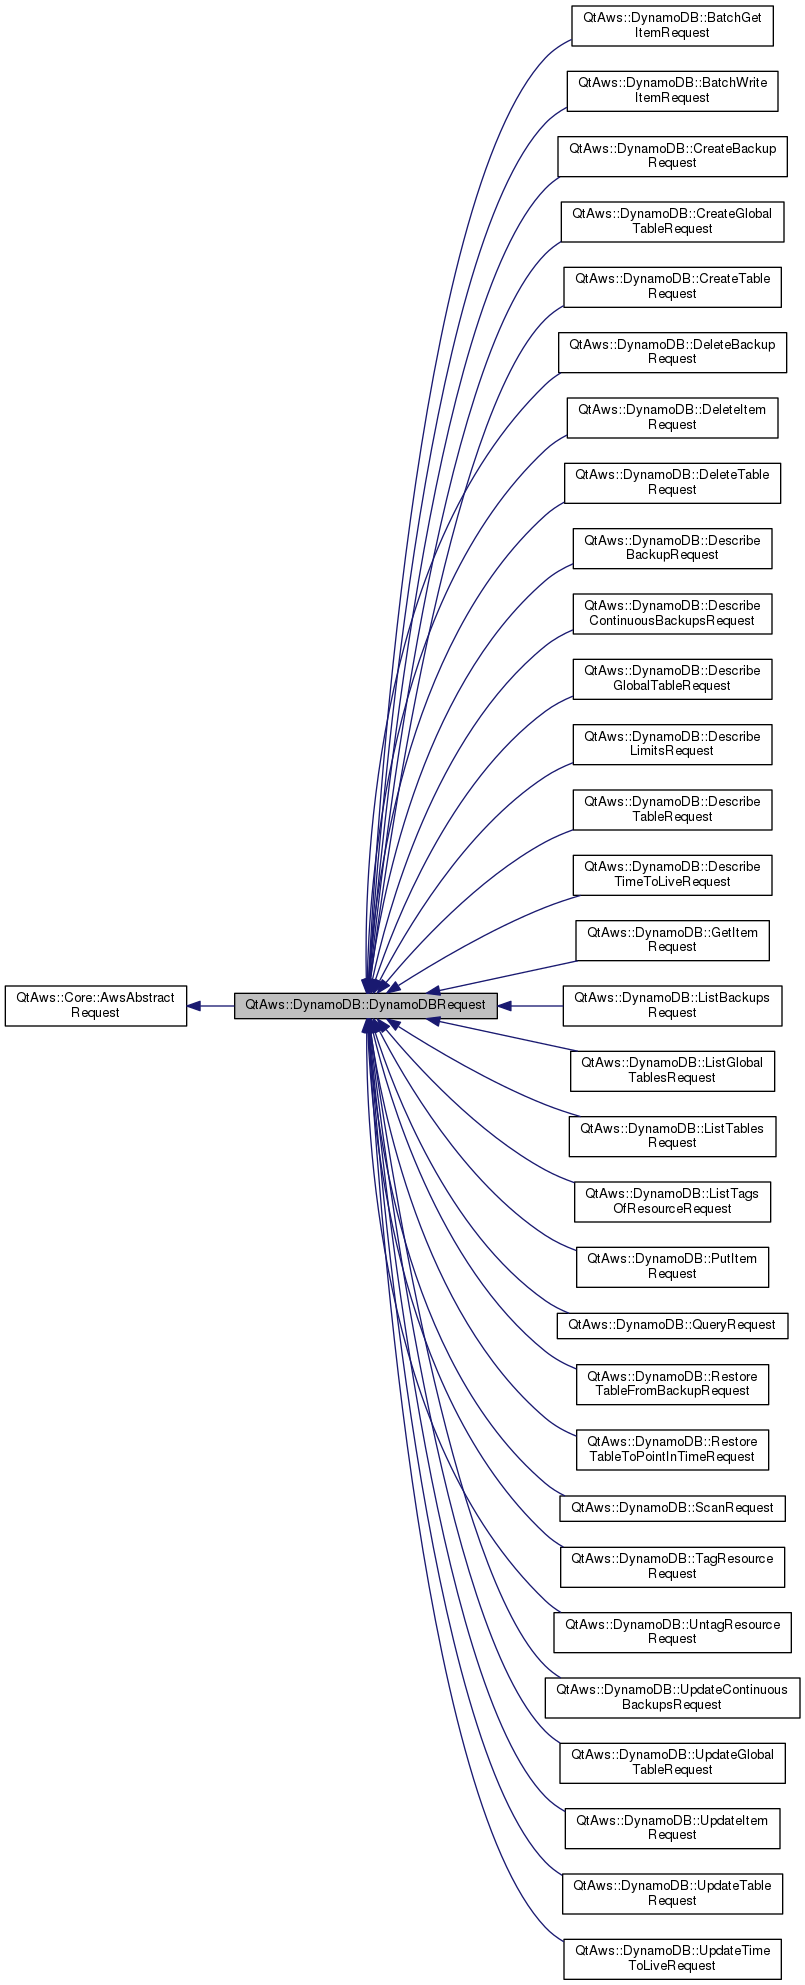 QtAws::DynamoDB::BatchGet
ItemRequest
QtAws::DynamoDB::BatchWrite
ItemRequest
QtAws::DynamoDB::CreateBackup
Request
QtAws::DynamoDB::CreateGlobal
TableRequest
QtAws::DynamoDB::CreateTable
Request
QtAws::DynamoDB::DeleteBackup
Request
QtAws::DynamoDB::DeleteItem
Request
QtAws::DynamoDB::DeleteTable
Request
QtAws::DynamoDB::Describe
BackupRequest
QtAws::DynamoDB::Describe
ContinuousBackupsRequest
QtAws::DynamoDB::Describe
GlobalTableRequest
QtAws::DynamoDB::Describe
LimitsRequest
QtAws::DynamoDB::Describe
TableRequest
QtAws::DynamoDB::Describe
TimeToLiveRequest
QtAws::DynamoDB::GetItem
Request
QtAws::Core::AwsAbstract
Request
QtAws::DynamoDB::DynamoDBRequest
QtAws::DynamoDB::ListBackups
Request
QtAws::DynamoDB::ListGlobal
TablesRequest
QtAws::DynamoDB::ListTables
Request
QtAws::DynamoDB::ListTags
OfResourceRequest
QtAws::DynamoDB::PutItem
Request
QtAws::DynamoDB::QueryRequest
QtAws::DynamoDB::Restore
TableFromBackupRequest
QtAws::DynamoDB::Restore
TableToPointInTimeRequest
QtAws::DynamoDB::ScanRequest
QtAws::DynamoDB::TagResource
Request
QtAws::DynamoDB::UntagResource
Request
QtAws::DynamoDB::UpdateContinuous
BackupsRequest
QtAws::DynamoDB::UpdateGlobal
TableRequest
QtAws::DynamoDB::UpdateItem
Request
QtAws::DynamoDB::UpdateTable
Request
QtAws::DynamoDB::UpdateTime
ToLiveRequest